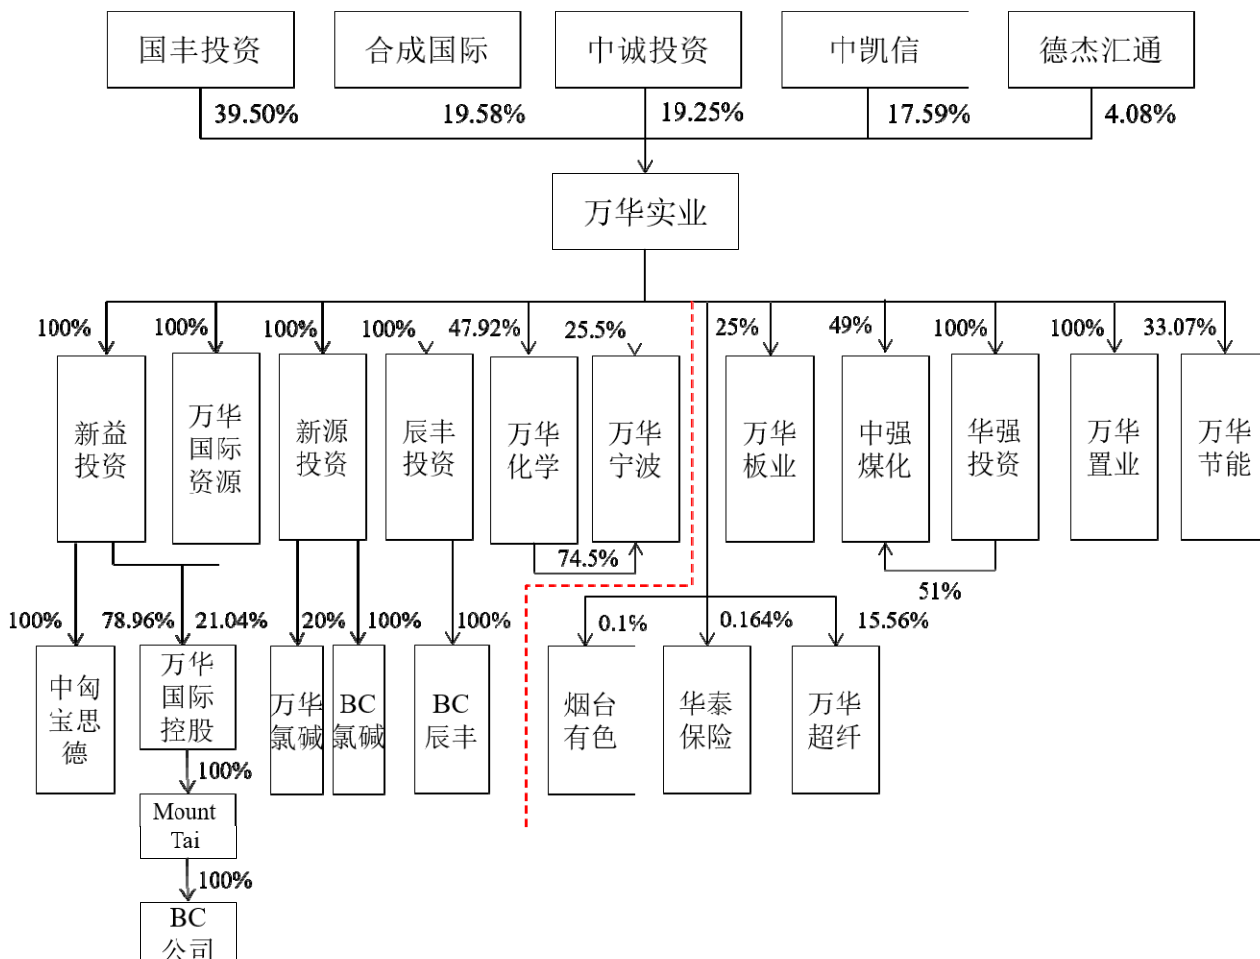 国丰投资
合成国际
中诚投资
中凯信
德杰汇通
39.50%
19.58%
19.25%
17.59%
4.08%
万华实业
100%
100%
100%
100%
47.92%
25.5%
25%
49%
100%
100%
33.07%
新益
投资
万华
国际
资源
新源
投资
辰丰
投资
万华
化学
万华
宁波
万华
板业
中强
煤化
华强
投资
万华
置业
万华
节能
74.5%
51%
100%
78.96%
21.04%
20%
100%
100%
0.1%
0.164%
15.56%
中匈
宝思
德
万华
国际
控股
万华
氯碱
BC
氯碱
BC
辰丰
烟台
有色
华泰
保险
万华
超纤
100%
Mount
Tai
100%
BC
公司